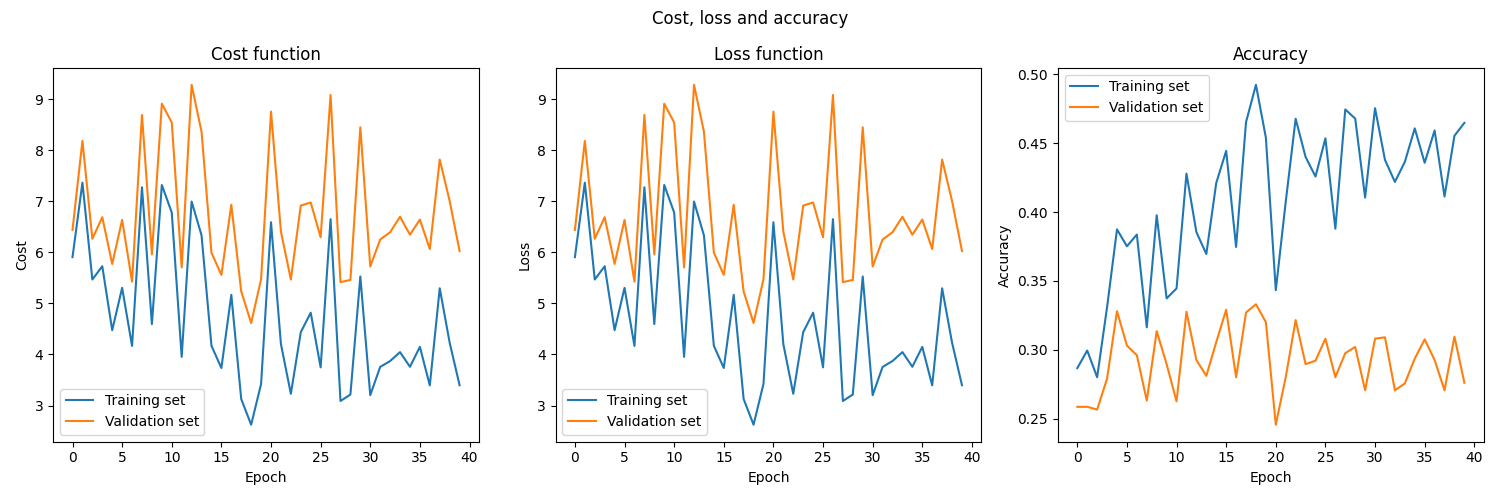 Cost, loss and accuracy
Cost function
Cost
9
8
7
6
5
4
3
Training set
Validation set
0 5 10 15 20 25 30 35 40
Epoch
Loss function
Loss
9
8
7
6
5
4
3
Training set
Validation set
0 5 10 15 20 25 30 35 40
Epoch
Accuracy
Accuracy
0.50
0.45
0.40
0.35
0.30
0.25
Training set
Validation set
0 5 10 15 20 25 30 35 40
Epoch